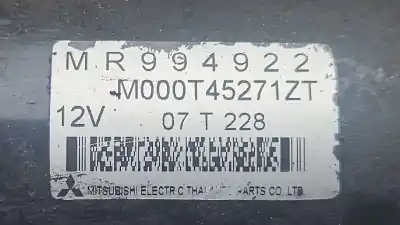 MR994922
M000T45271ZT
12V 07 T 228
MITSUBISHI ELECTRIC THAI AUTO PARTS CO. LTD.